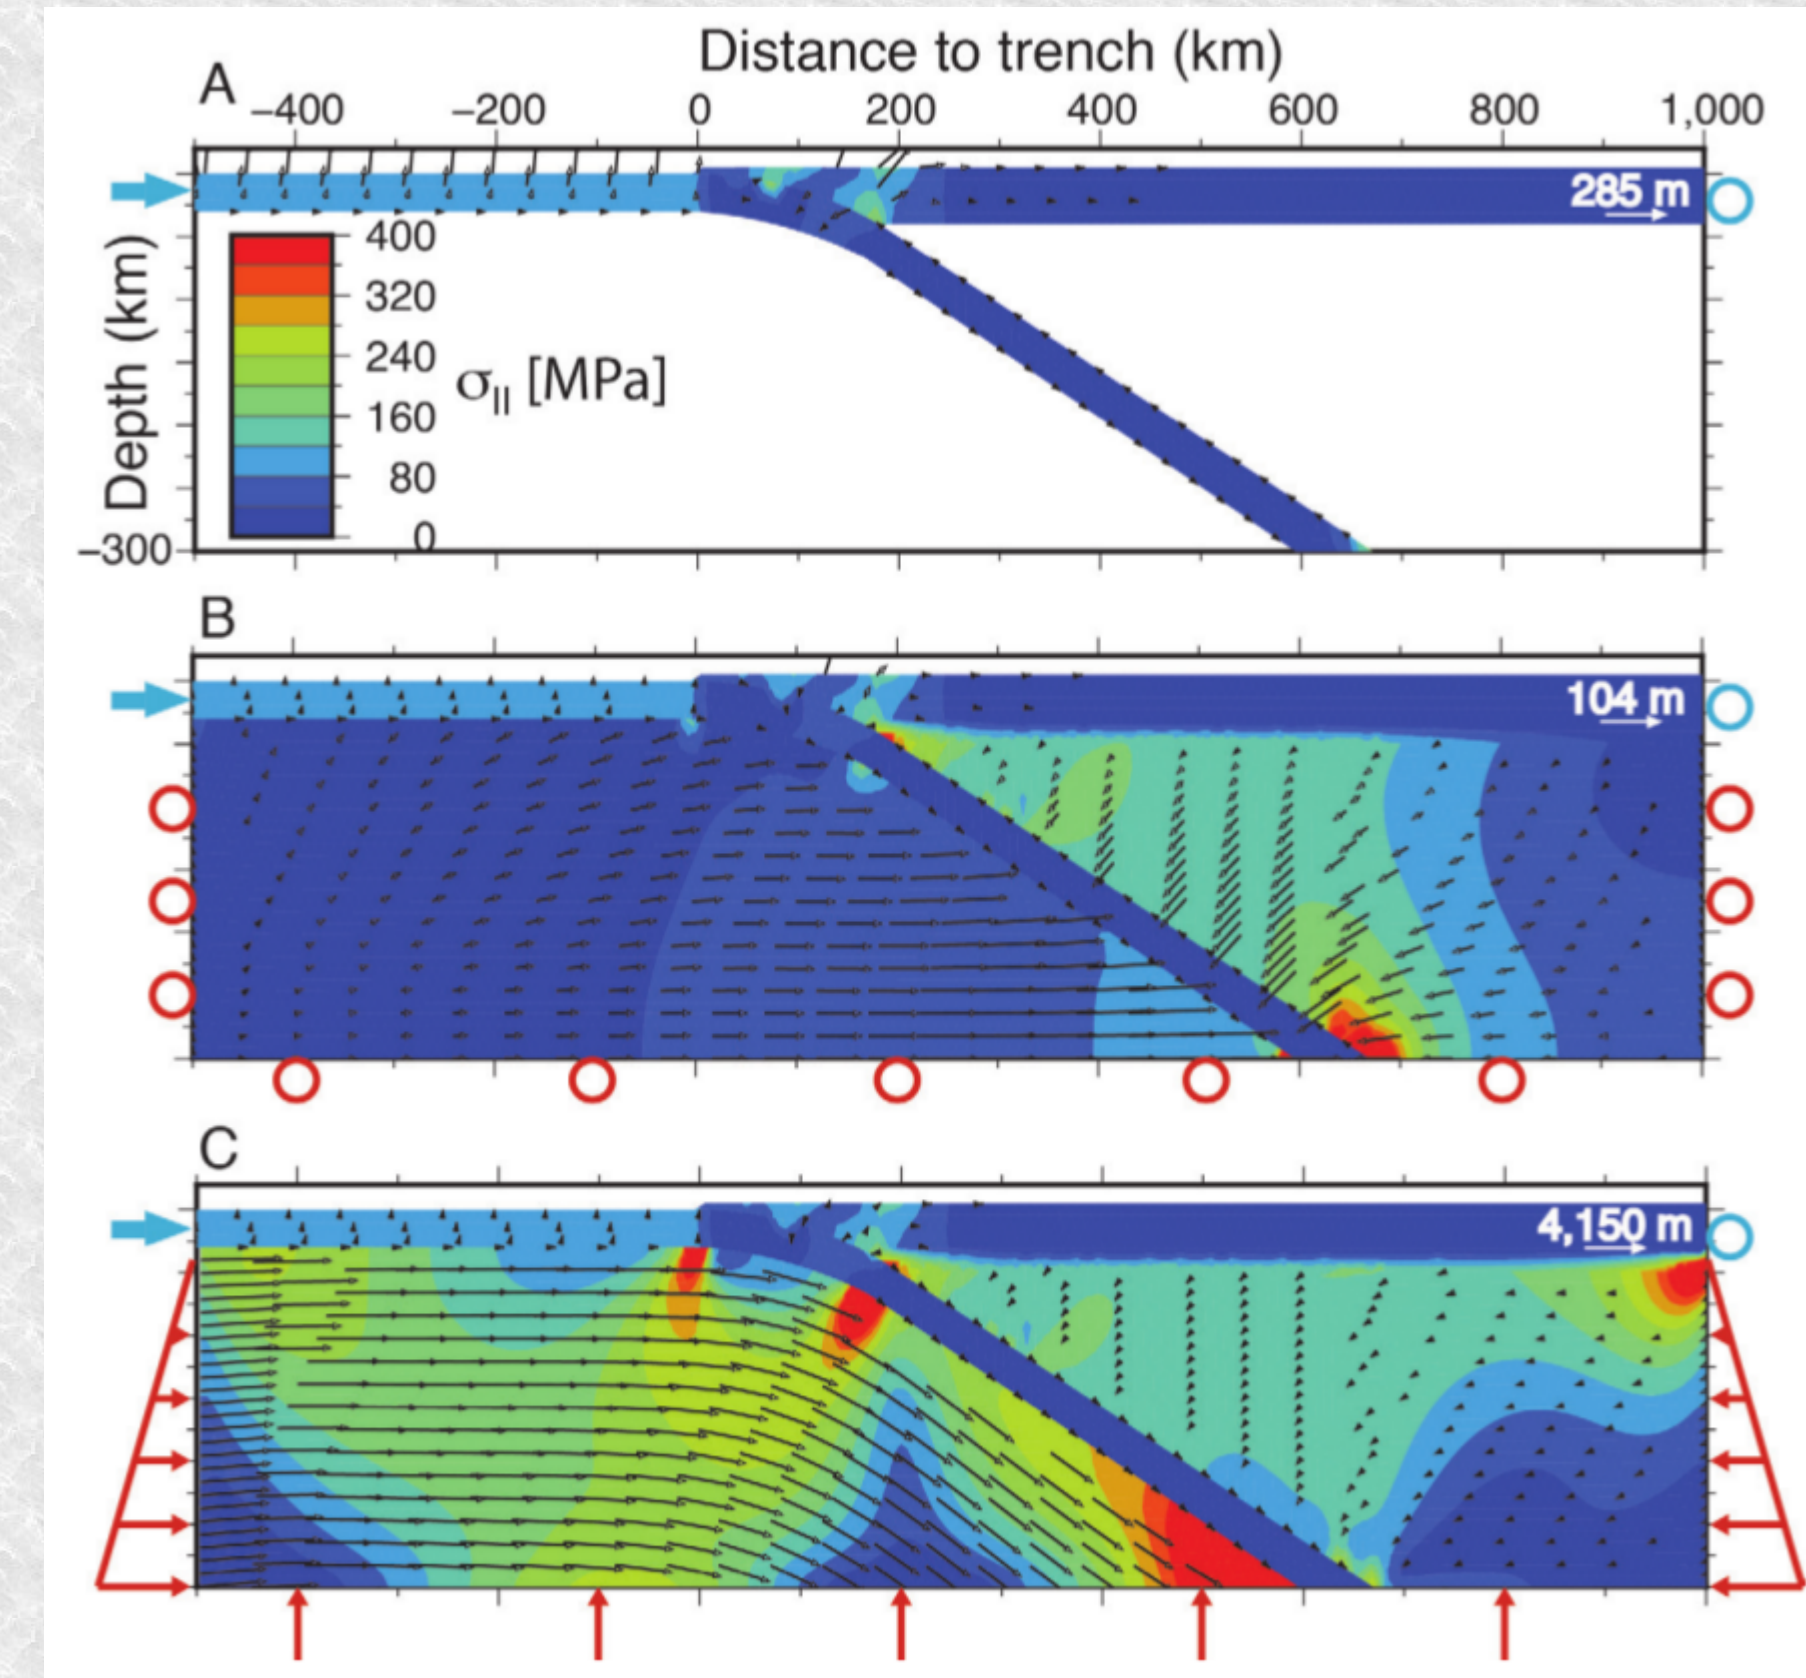 Distance to trench (km)
A
−400 −200 0 200 400 600 800 1,000
285 m
Depth (km)
400
320
240
160
80
0
σII [MPa]
−300
B
104 m
C
4,150 m